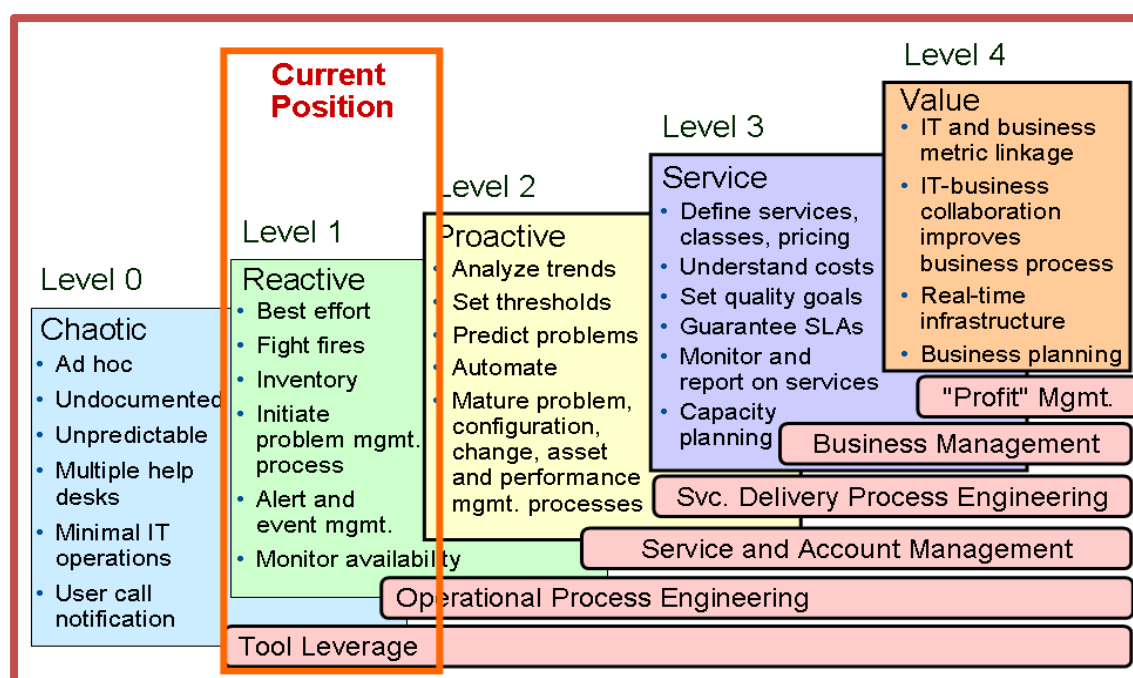 Current
Position
Level 0
Chaotic
• Ad hoc
• Undocumented
• Unpredictable
• Multiple help
desks
• Minimal IT
operations
• User call
notification
Level 1
Reactive
• Best effort
• Fight fires
• Inventory
• Initiate
problem mgmt.
process
• Alert and
event mgmt.
• Monitor availability
Level 2
Proactive
• Analyze trends
• Set thresholds
• Predict problems
• Automate
• Mature problem,
configuration,
change, asset
and performance
mgmt. processes
Level 3
Service
• Define services,
classes, pricing
• Understand costs
• Set quality goals
• Guarantee SLAs
• Monitor and
report on services
• Capacity
planning
Level 4
Value
• IT and business
metric linkage
• IT-business
collaboration
improves
business process
• Real-time
infrastructure
• Business planning
"Profit" Mgmt.
Business Management
Svc. Delivery Process Engineering
Service and Account Management
Operational Process Engineering
Tool Leverage